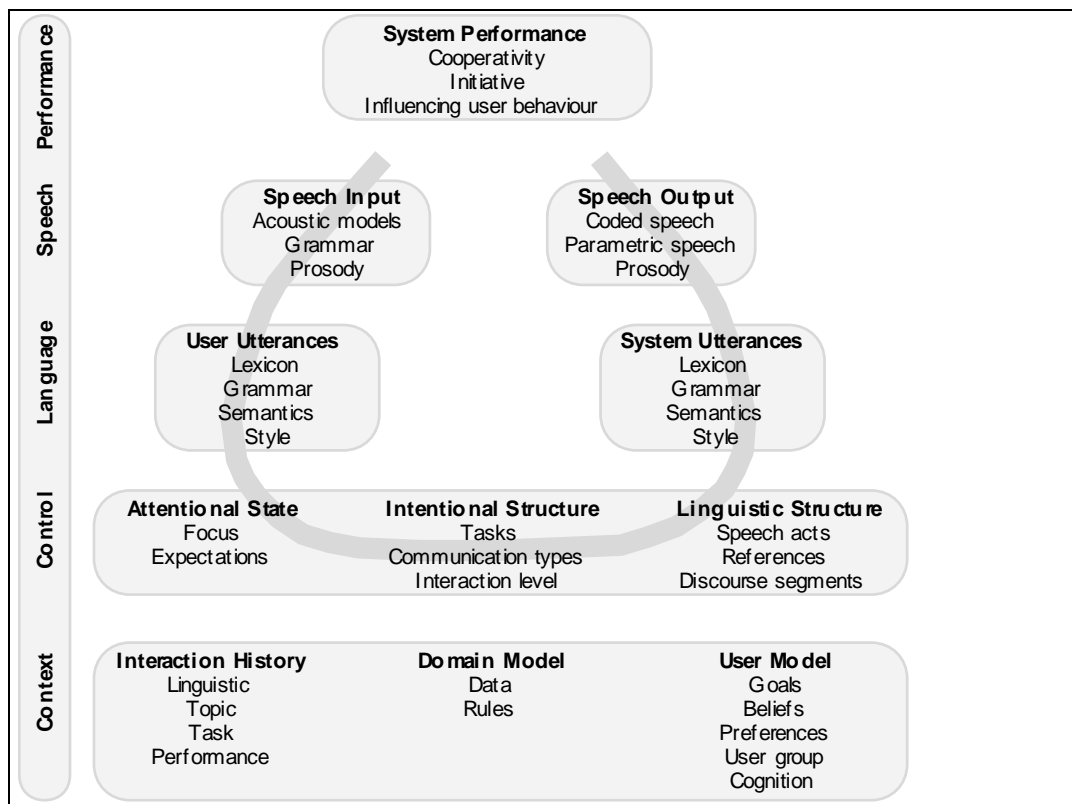 Performance
System Performance
Cooperativity
Initiative
Influencing user behaviour
Speech
Speech Input
Acoustic models
Grammar
Prosody
Speech Output
Coded speech
Parametric speech
Prosody
Language
User Utterances
Lexicon
Grammar
Semantics
Style
System Utterances
Lexicon
Grammar
Semantics
Style
Control
Attentional State
Focus
Expectations
Intentional Structure
Tasks
Communication types
Interaction level
Linguistic Structure
Speech acts
References
Discourse segments
Context
Interaction History
Linguistic
Topic
Task
Performance
Domain Model
Data
Rules
User Model
Goals
Beliefs
Preferences
User group
Cognition